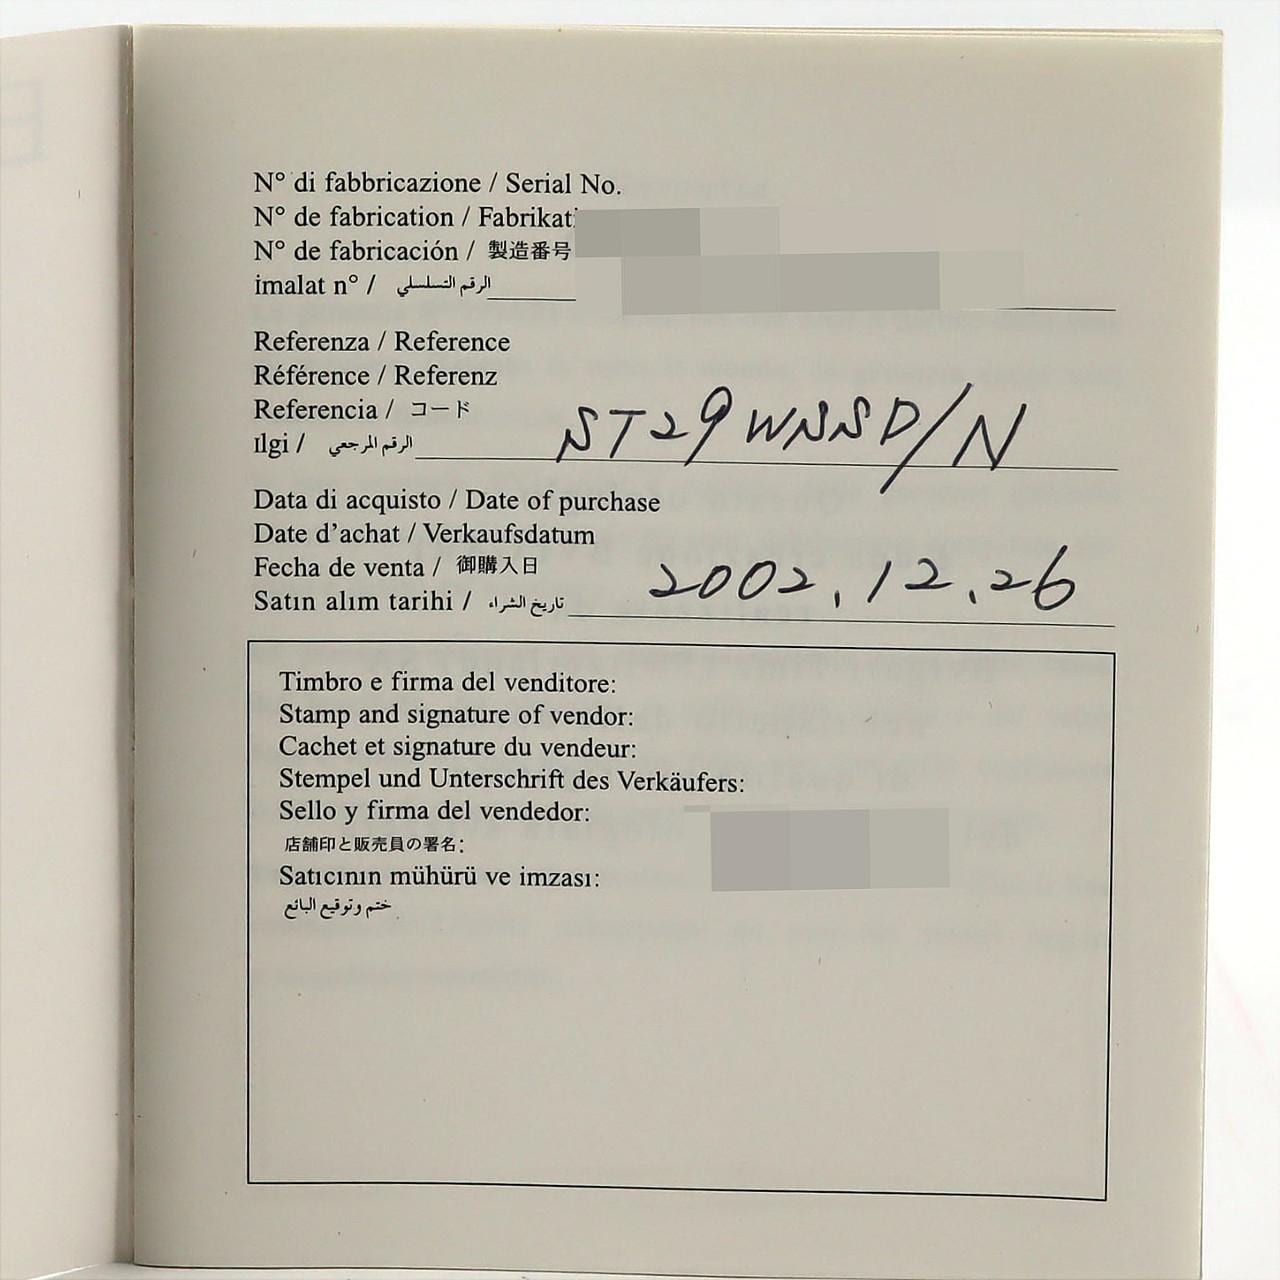 N° di fabbricazione / Serial No.
N° de fabrication / Fabrikati
N° de fabricación / 製造番号
imalat n° / الرقم التسلسلي
Referenza / Reference
Référence / Referenz
Referencia / コード
ılgi / الرقم المرجعي ST29WSSD/N
Data di acquisto / Date of purchase
Date d'achat / Verkaufsdatum
Fecha de venta / 御購入日
Satın alım tarihi / تاريخ الشراء 2002.12.26
Timbro e firma del venditore:
Stamp and signature of vendor:
Cachet et signature du vendeur:
Stempel und Unterschrift des Verkäufers:
Sello y firma del vendedor:
店舗印と販売員の署名:
Satıcının mühürü ve imzası:
ختم وتوقيع البائع